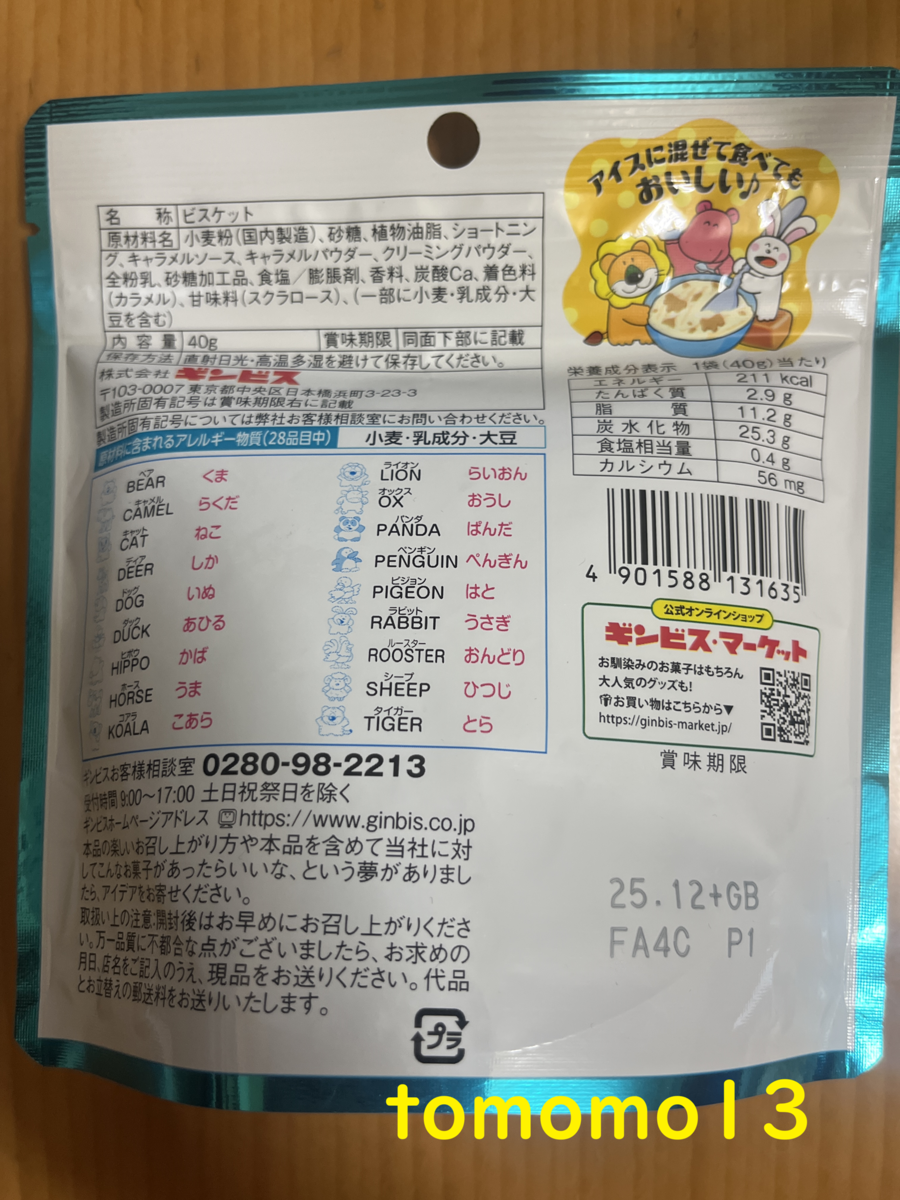 アイスに混ぜて食べても
おいしい♪
名 称 ビスケット
原材料名 小麦粉(国内製造)、砂糖、植物油脂、ショートニン
グ、キャラメルソース、キャラメルパウダー、クリーミングパウダー、
全粉乳、砂糖加工品、食塩/膨脹剤、香料、炭酸Ca、着色料
(カラメル)、甘味料(スクラロース)、(一部に小麦・乳成分・大
豆を含む)
内容量 40g 賞味期限 同面下部に記載
保存方法 直射日光・高温多湿を避けて保存してください。
株式会社 ギンビス
〒103-0007 東京都中央区日本橋浜町3-23-3
製造所固有記号は賞味期限右に記載
製造所固有記号については弊社お客様相談室にお問い合わせください。
原材料に含まれるアレルギー物質(28品目中) 小麦・乳成分・大豆
栄養成分表示 1袋(40g)当たり
エネルギー 211 kcal
たんぱく質 2.9 g
脂質 11.2 g
炭水化物 25.3 g
食塩相当量 0.4 g
カルシウム 56 mg
ベア
BEAR くま
キャメル
CAMEL らくだ
キャット
CAT ねこ
ディア
DEER しか
ドッグ
DOG いぬ
ダック
DUCK あひる
ヒポウ
HIPPO かば
ホース
HORSE うま
コアラ
KOALA こあら
ライオン
LION らいおん
オックス
OX おうし
パンダ
PANDA ぱんだ
ペンギン
PENGUIN ぺんぎん
ピジョン
PIGEON はと
ラビット
RABBIT うさぎ
ルースター
ROOSTER おんどり
シープ
SHEEP ひつじ
タイガー
TIGER とら
4 901588 131635
公式オンラインショップ
ギンビス・マーケット
お馴染みのお菓子はもちろん
大人気のグッズも!
お買い物はこちらから▼
https://ginbis-market.jp/
賞味期限
25.12+GB
FA4C P1
ギンビスお客様相談室 0280-98-2213
受付時間 9:00〜17:00 土日祝祭日を除く
ギンビスホームページアドレス https://www.ginbis.co.jp
本品の楽しいお召し上がり方や本品を含めて当社に対
してこんなお菓子があったらいいな、という夢がありまし
たら、アイデアをお寄せください。
取扱い上の注意:開封後はお早めにお召し上がりくださ
い。万一品質に不都合な点がございましたら、お求めの
月日、店名をご記入のうえ、現品をお送りください。代品
とお立替えの郵送料をお送りいたします。
プラ
tomomo13